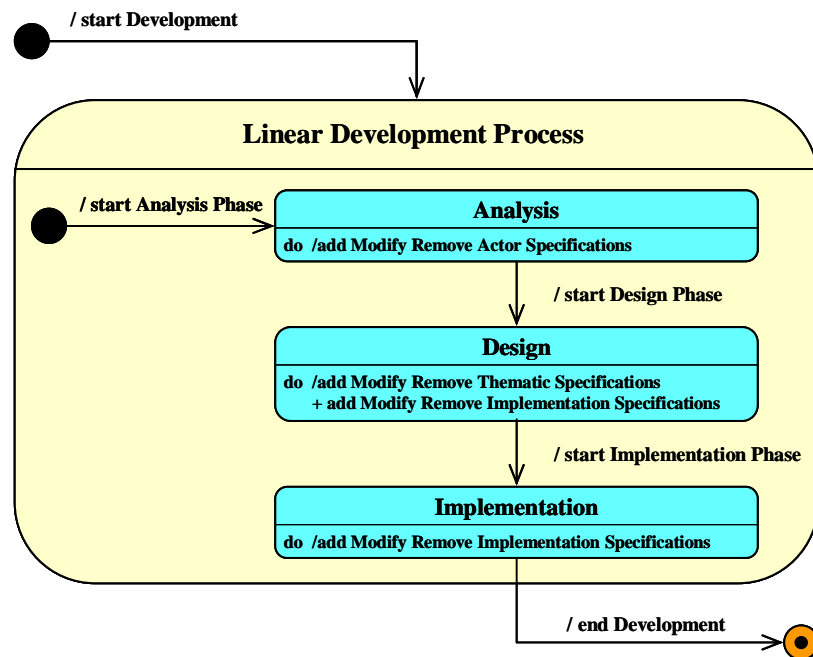 / start Development
Linear Development Process
/ start Analysis Phase
Analysis
do /add Modify Remove Actor Specifications
/ start Design Phase
Design
do /add Modify Remove Thematic Specifications
+ add Modify Remove Implementation Specifications
/ start Implementation Phase
Implementation
do /add Modify Remove Implementation Specifications
/ end Development